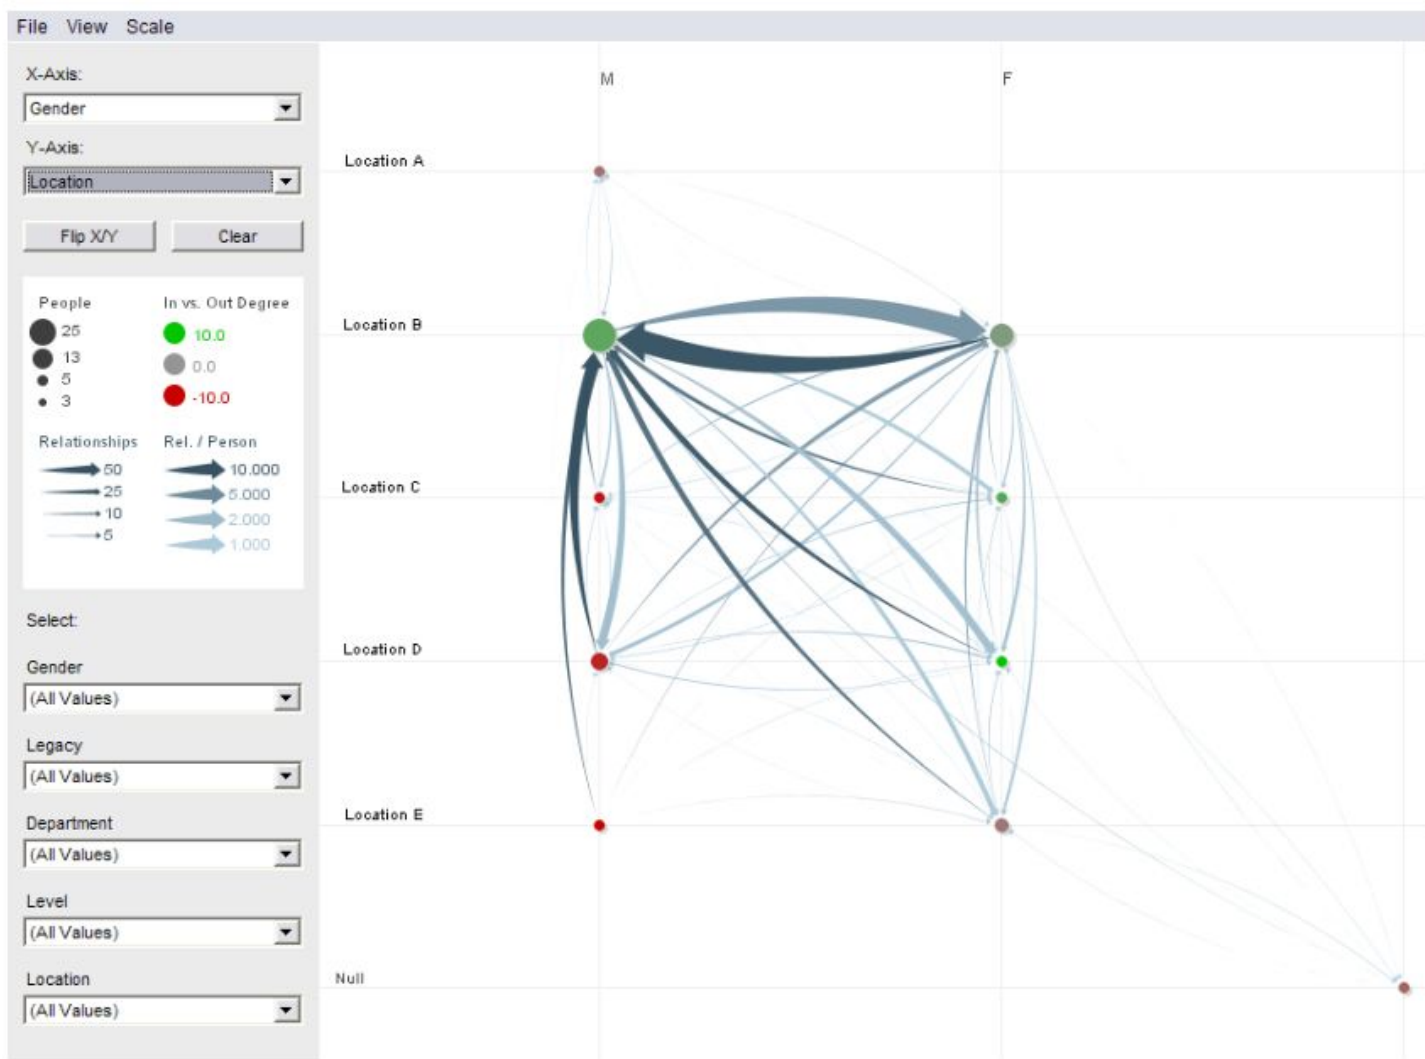 File View Scale
X-Axis:
Gender
Y-Axis:
Location
Flip X/Y Clear
People In vs. Out Degree
25 10.0
13 0.0
5 -10.0
3
Relationships Rel. / Person
50 10.000
25 5.000
10 2.000
5 1.000
Select:
Gender
(All Values)
Legacy
(All Values)
Department
(All Values)
Level
(All Values)
Location
(All Values)
M F
Location A
Location B
Location C
Location D
Location E
Null